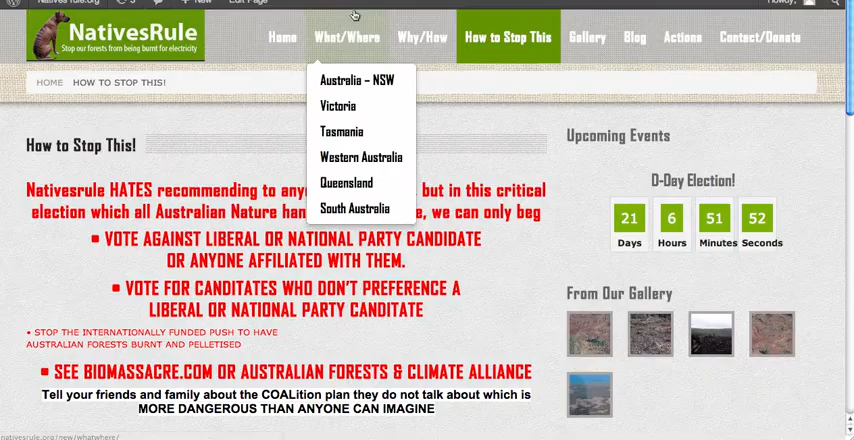 Natives rule.org
3
New
Edit Page
NativesRule
Stop our forests from being burnt for electricity
Home
What/Where
Why/How
How to Stop This
Gallery
Blog
Actions
Contact/Donate
HOME
HOW TO STOP THIS!
Australia – NSW
Victoria
Tasmania
Western Australia
Queensland
South Australia
How to Stop This!
Nativesrule HATES recommending to but in this critical
election which all Australian Nature we can only beg
• VOTE AGAINST LIBERAL OR NATIONAL PARTY CANDIDATE
OR ANYONE AFFILIATED WITH THEM.
• VOTE FOR CANDITATES WHO DON'T PREFERENCE A
LIBERAL OR NATIONAL PARTY CANDITATE
• STOP THE INTERNATIONALLY FUNDED PUSH TO HAVE
AUSTRALIAN FORESTS BURNT AND PELLETISED
• SEE BIOMASSACRE.COM OR AUSTRALIAN FORESTS & CLIMATE ALLIANCE
Tell your friends and family about the COALition plan they do not talk about which is
MORE DANGEROUS THAN ANYONE CAN IMAGINE
Upcoming Events
D-Day Election!
21 6 51 52
Days Hours Minutes Seconds
From Our Gallery
nativesrule.org/new/whatwhere/